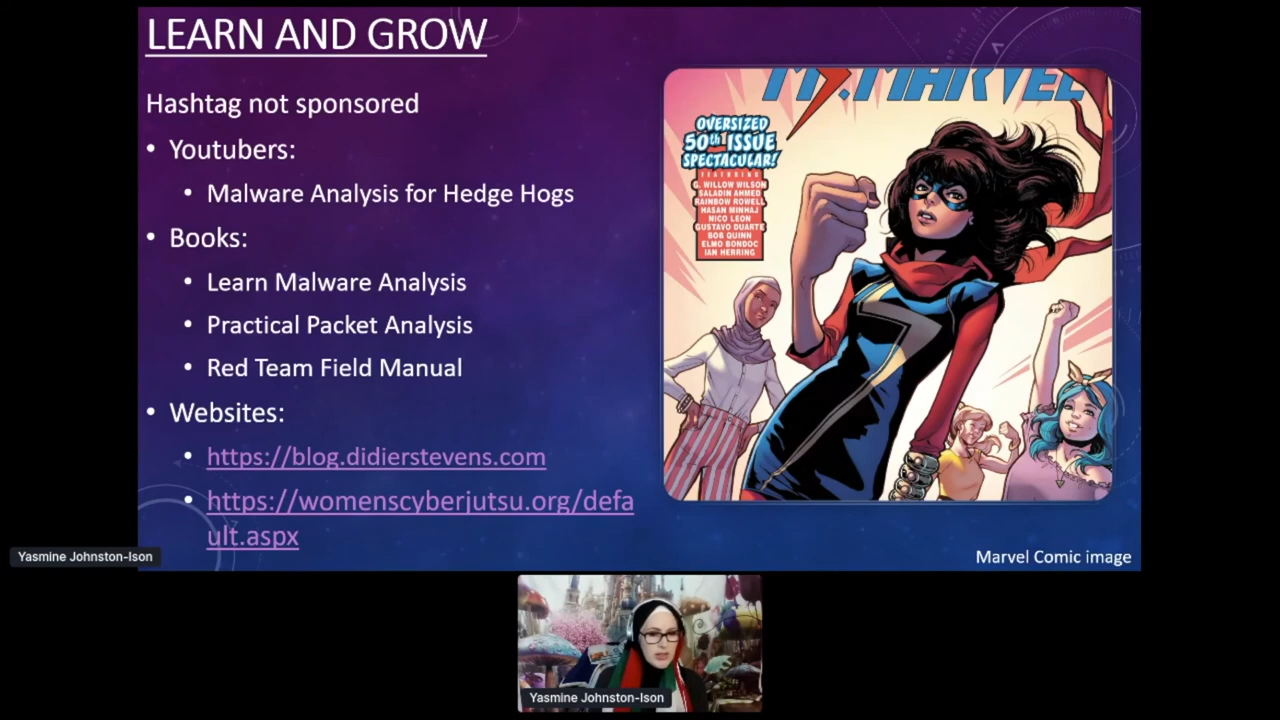 LEARN AND GROW
Hashtag not sponsored
• Youtubers:
• Malware Analysis for Hedge Hogs
• Books:
• Learn Malware Analysis
• Practical Packet Analysis
• Red Team Field Manual
• Websites:
• https://blog.didierstevens.com
• https://womenscyberjutsu.org/defa
ult.aspx
MS. MARVEL
OVERSIZED
50th ISSUE
SPECTACULAR!
FEATURING
G. WILLOW WILSON
SALADIN AHMED
RAINBOW ROWELL
HASAN MINHAJ
NICO LEON
GUSTAVO DUARTE
BOB QUINN
ELMO BONDOC
IAN HERRING
Marvel Comic image
Yasmine Johnston-Ison
Yasmine Johnston-Ison